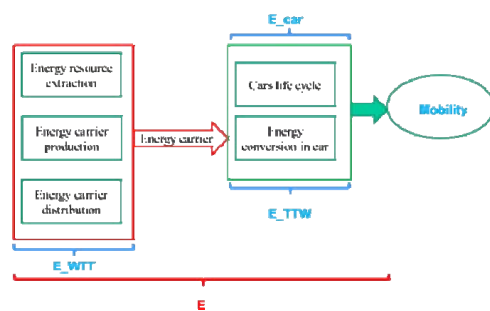 E_car
Energy resource
extraction
Cars life cycle
Mobility
Energy carrier
production
Energy carrier
Energy
conversion in car
Energy carrier
distribution
E_TTW
E_WTT
E